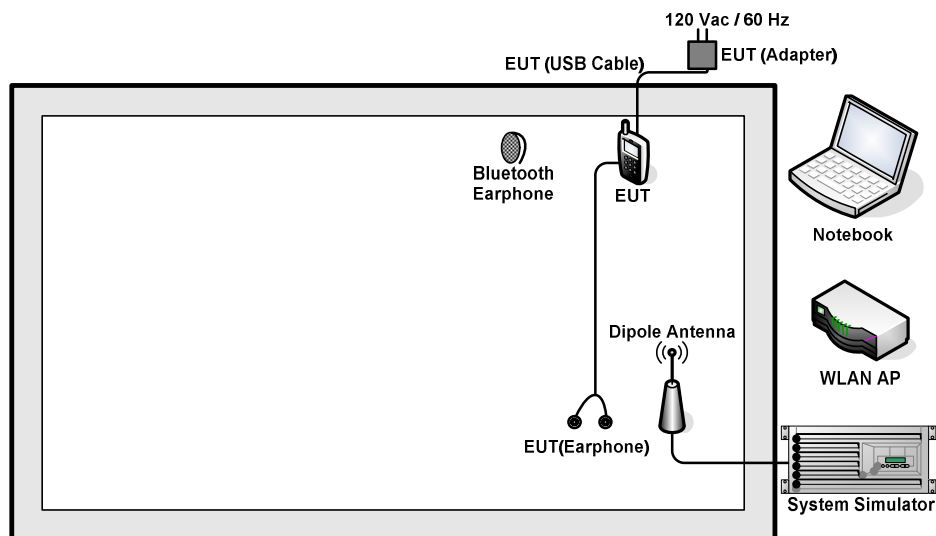 120 Vac / 60 Hz
EUT (Adapter)
EUT (USB Cable)
Bluetooth
Earphone
EUT
Notebook
Dipole Antenna
WLAN AP
EUT(Earphone)
System Simulator